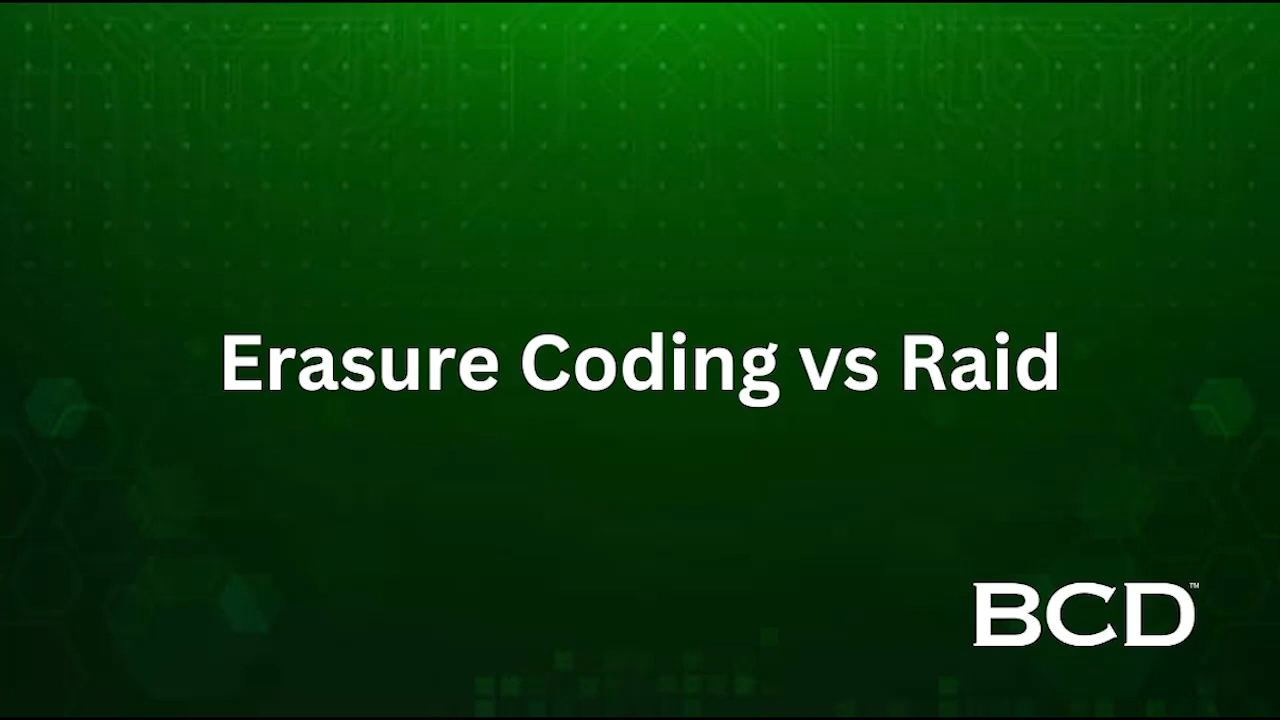 Erasure Coding vs Raid
BCD™